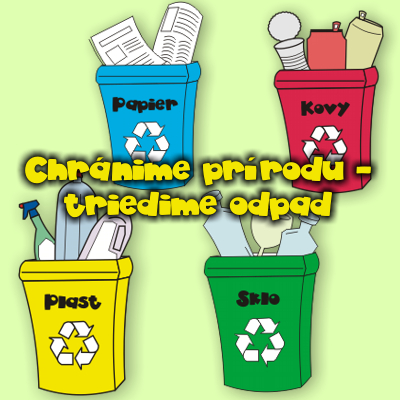 Papier
Kovy
Chránime prírodu -
triedime odpad
Plast
Sklo